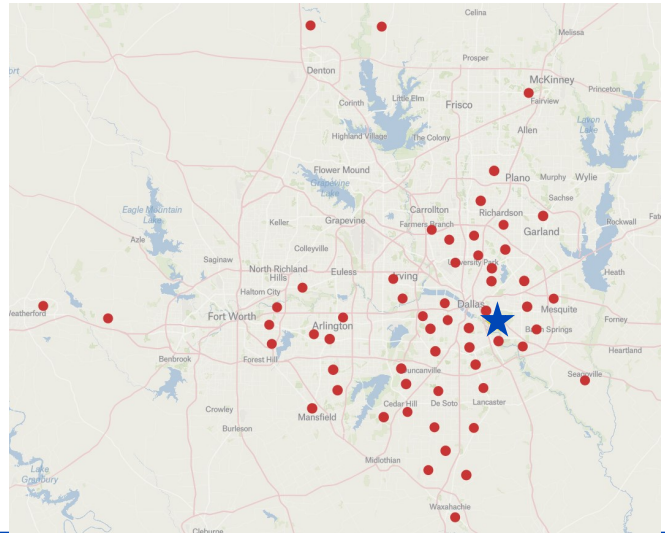 Celina
Melissa
Prosper
Denton
McKinney
Princeton
Corinth
Little Elm
Frisco
Fairview
Allen
Lavon
Lake
Highland Village
The Colony
Flower Mound
Plano
Murphy
Wylie
Grapevine
Lake
Sachse
Eagle Mountain
Lake
Carrollton
Richardson
Rockwall
Keller
Grapevine
Farmers Branch
Garland
Azle
Colleyville
Saginaw
University Park
North Richland
Hills
Euless
Irving
Heath
Haltom City
Fort Worth
Dallas
Mesquite
Arlington
Forney
Benbrook
Forest Hill
Heartland
Duncanville
Seagoville
Crowley
Mansfield
Cedar Hill
De Soto
Lancaster
Burleson
Midlothian
Lake
Granbury
Waxahachie
Cleburne